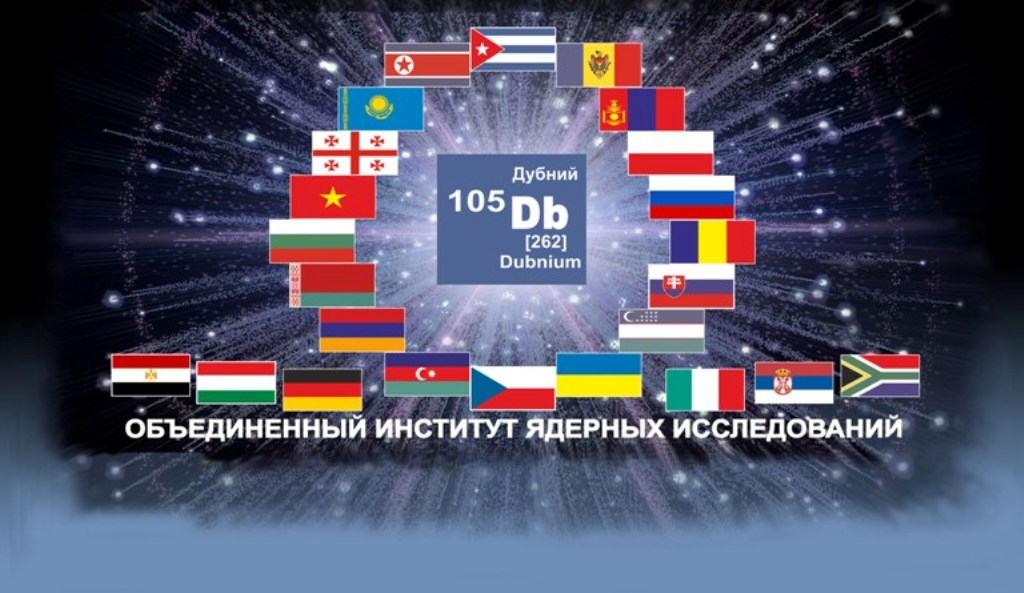 Дубний
105 Db
[262]
Dubnium
ОБЪЕДИНЕННЫЙ ИНСТИТУТ ЯДЕРНЫХ ИССЛЕДОВАНИЙ